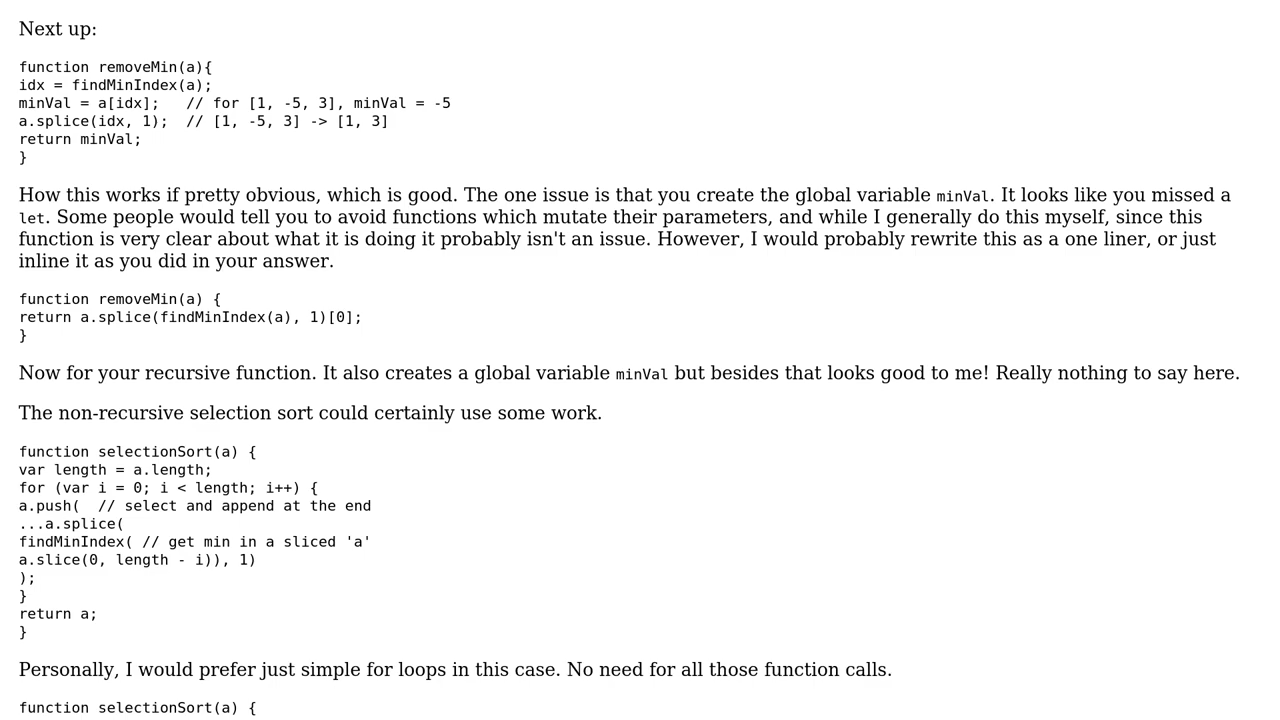 Next up:
function removeMin(a){
idx = findMinIndex(a);
minVal = a[idx];   // for [1, -5, 3], minVal = -5
a.splice(idx, 1);  // [1, -5, 3] -> [1, 3]
return minVal;
}
How this works if pretty obvious, which is good. The one issue is that you create the global variable minVal. It looks like you missed a
let. Some people would tell you to avoid functions which mutate their parameters, and while I generally do this myself, since this
function is very clear about what it is doing it probably isn't an issue. However, I would probably rewrite this as a one liner, or just
inline it as you did in your answer.
function removeMin(a) {
return a.splice(findMinIndex(a), 1)[0];
}
Now for your recursive function. It also creates a global variable minVal but besides that looks good to me! Really nothing to say here.
The non-recursive selection sort could certainly use some work.
function selectionSort(a) {
var length = a.length;
for (var i = 0; i < length; i++) {
a.push(  // select and append at the end
...a.splice(
findMinIndex( // get min in a sliced 'a'
a.slice(0, length - i)), 1)
);
}
return a;
}
Personally, I would prefer just simple for loops in this case. No need for all those function calls.
function selectionSort(a) {